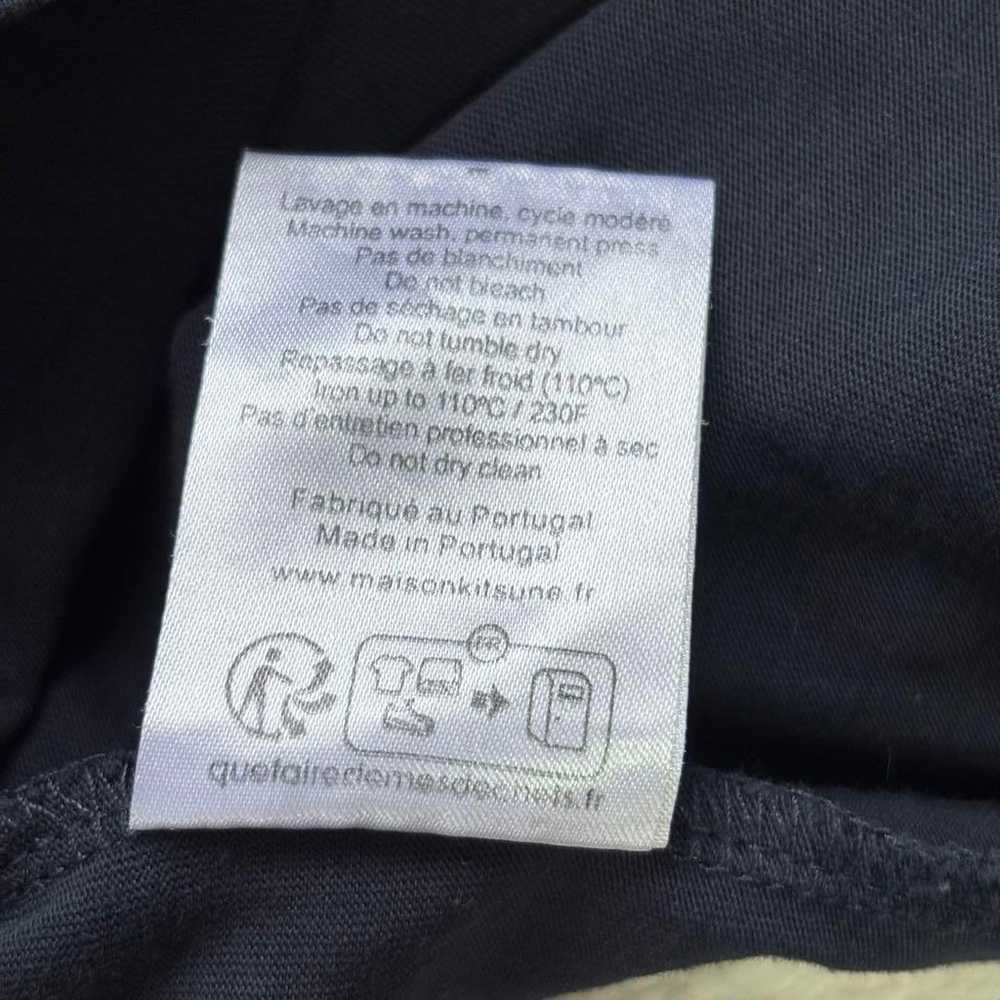 Lavage en machine, cycle modéré
Machine wash, permanent press
Pas de blanchiment
Do not bleach
Pas de séchage en tambour
Do not tumble dry
Repassage à fer froid (110ºC)
Iron up to 110ºC / 230F
Pas d'entretien professionnel à sec
Do not dry clean
Fabriqué au Portugal
Made in Portugal
www.maisonkitsune.fr
FR
quefairedemesdechets.fr